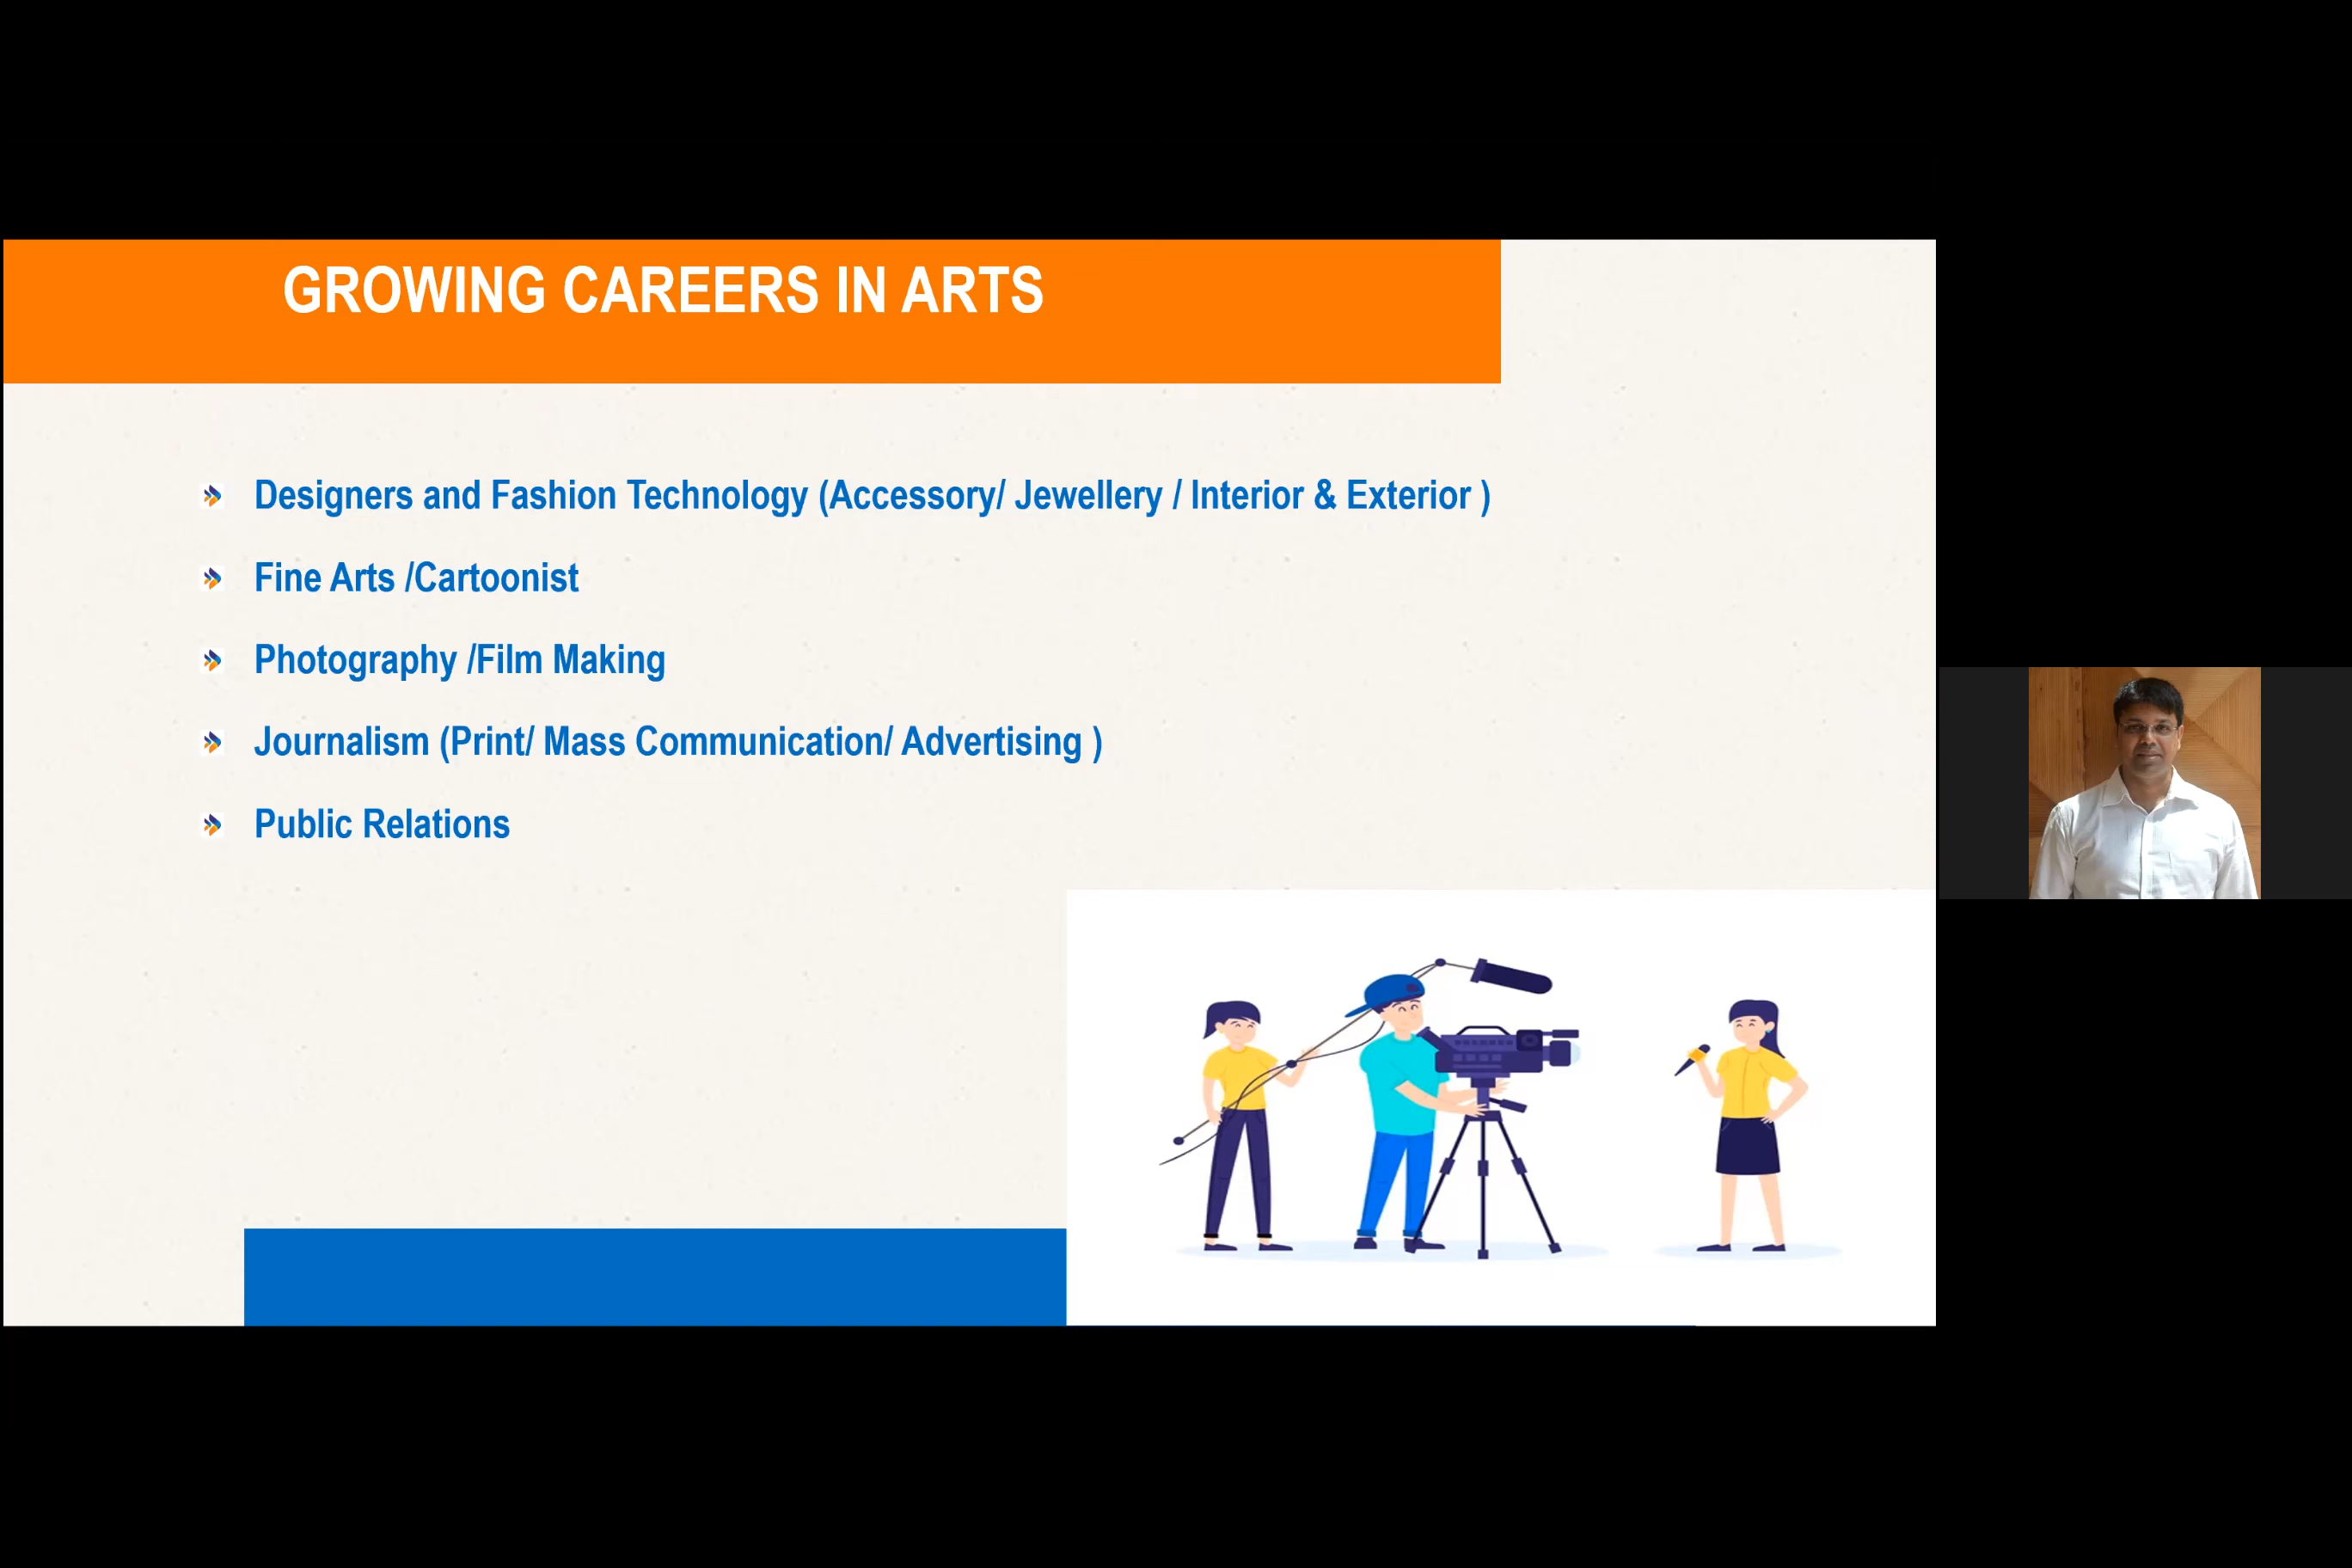 GROWING CAREERS IN ARTS
Designers and Fashion Technology (Accessory/ Jewellery / Interior & Exterior )
Fine Arts /Cartoonist
Photography /Film Making
Journalism (Print/ Mass Communication/ Advertising )
Public Relations